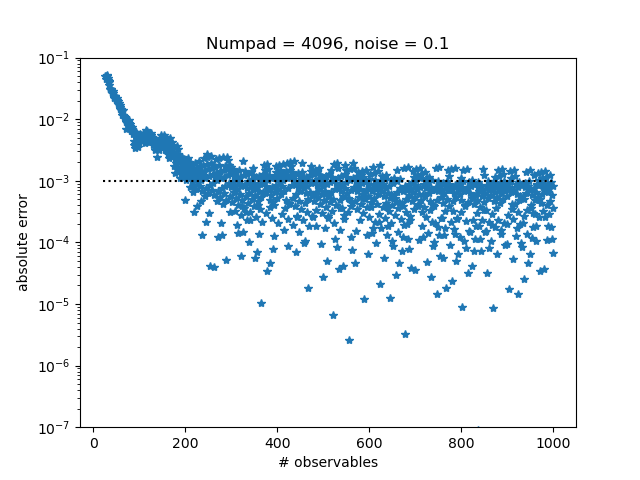 Numpad = 4096, noise = 0.1
absolute error
10⁻¹
10⁻²
10⁻³
10⁻⁴
10⁻⁵
10⁻⁶
10⁻⁷
0 200 400 600 800 1000
# observables